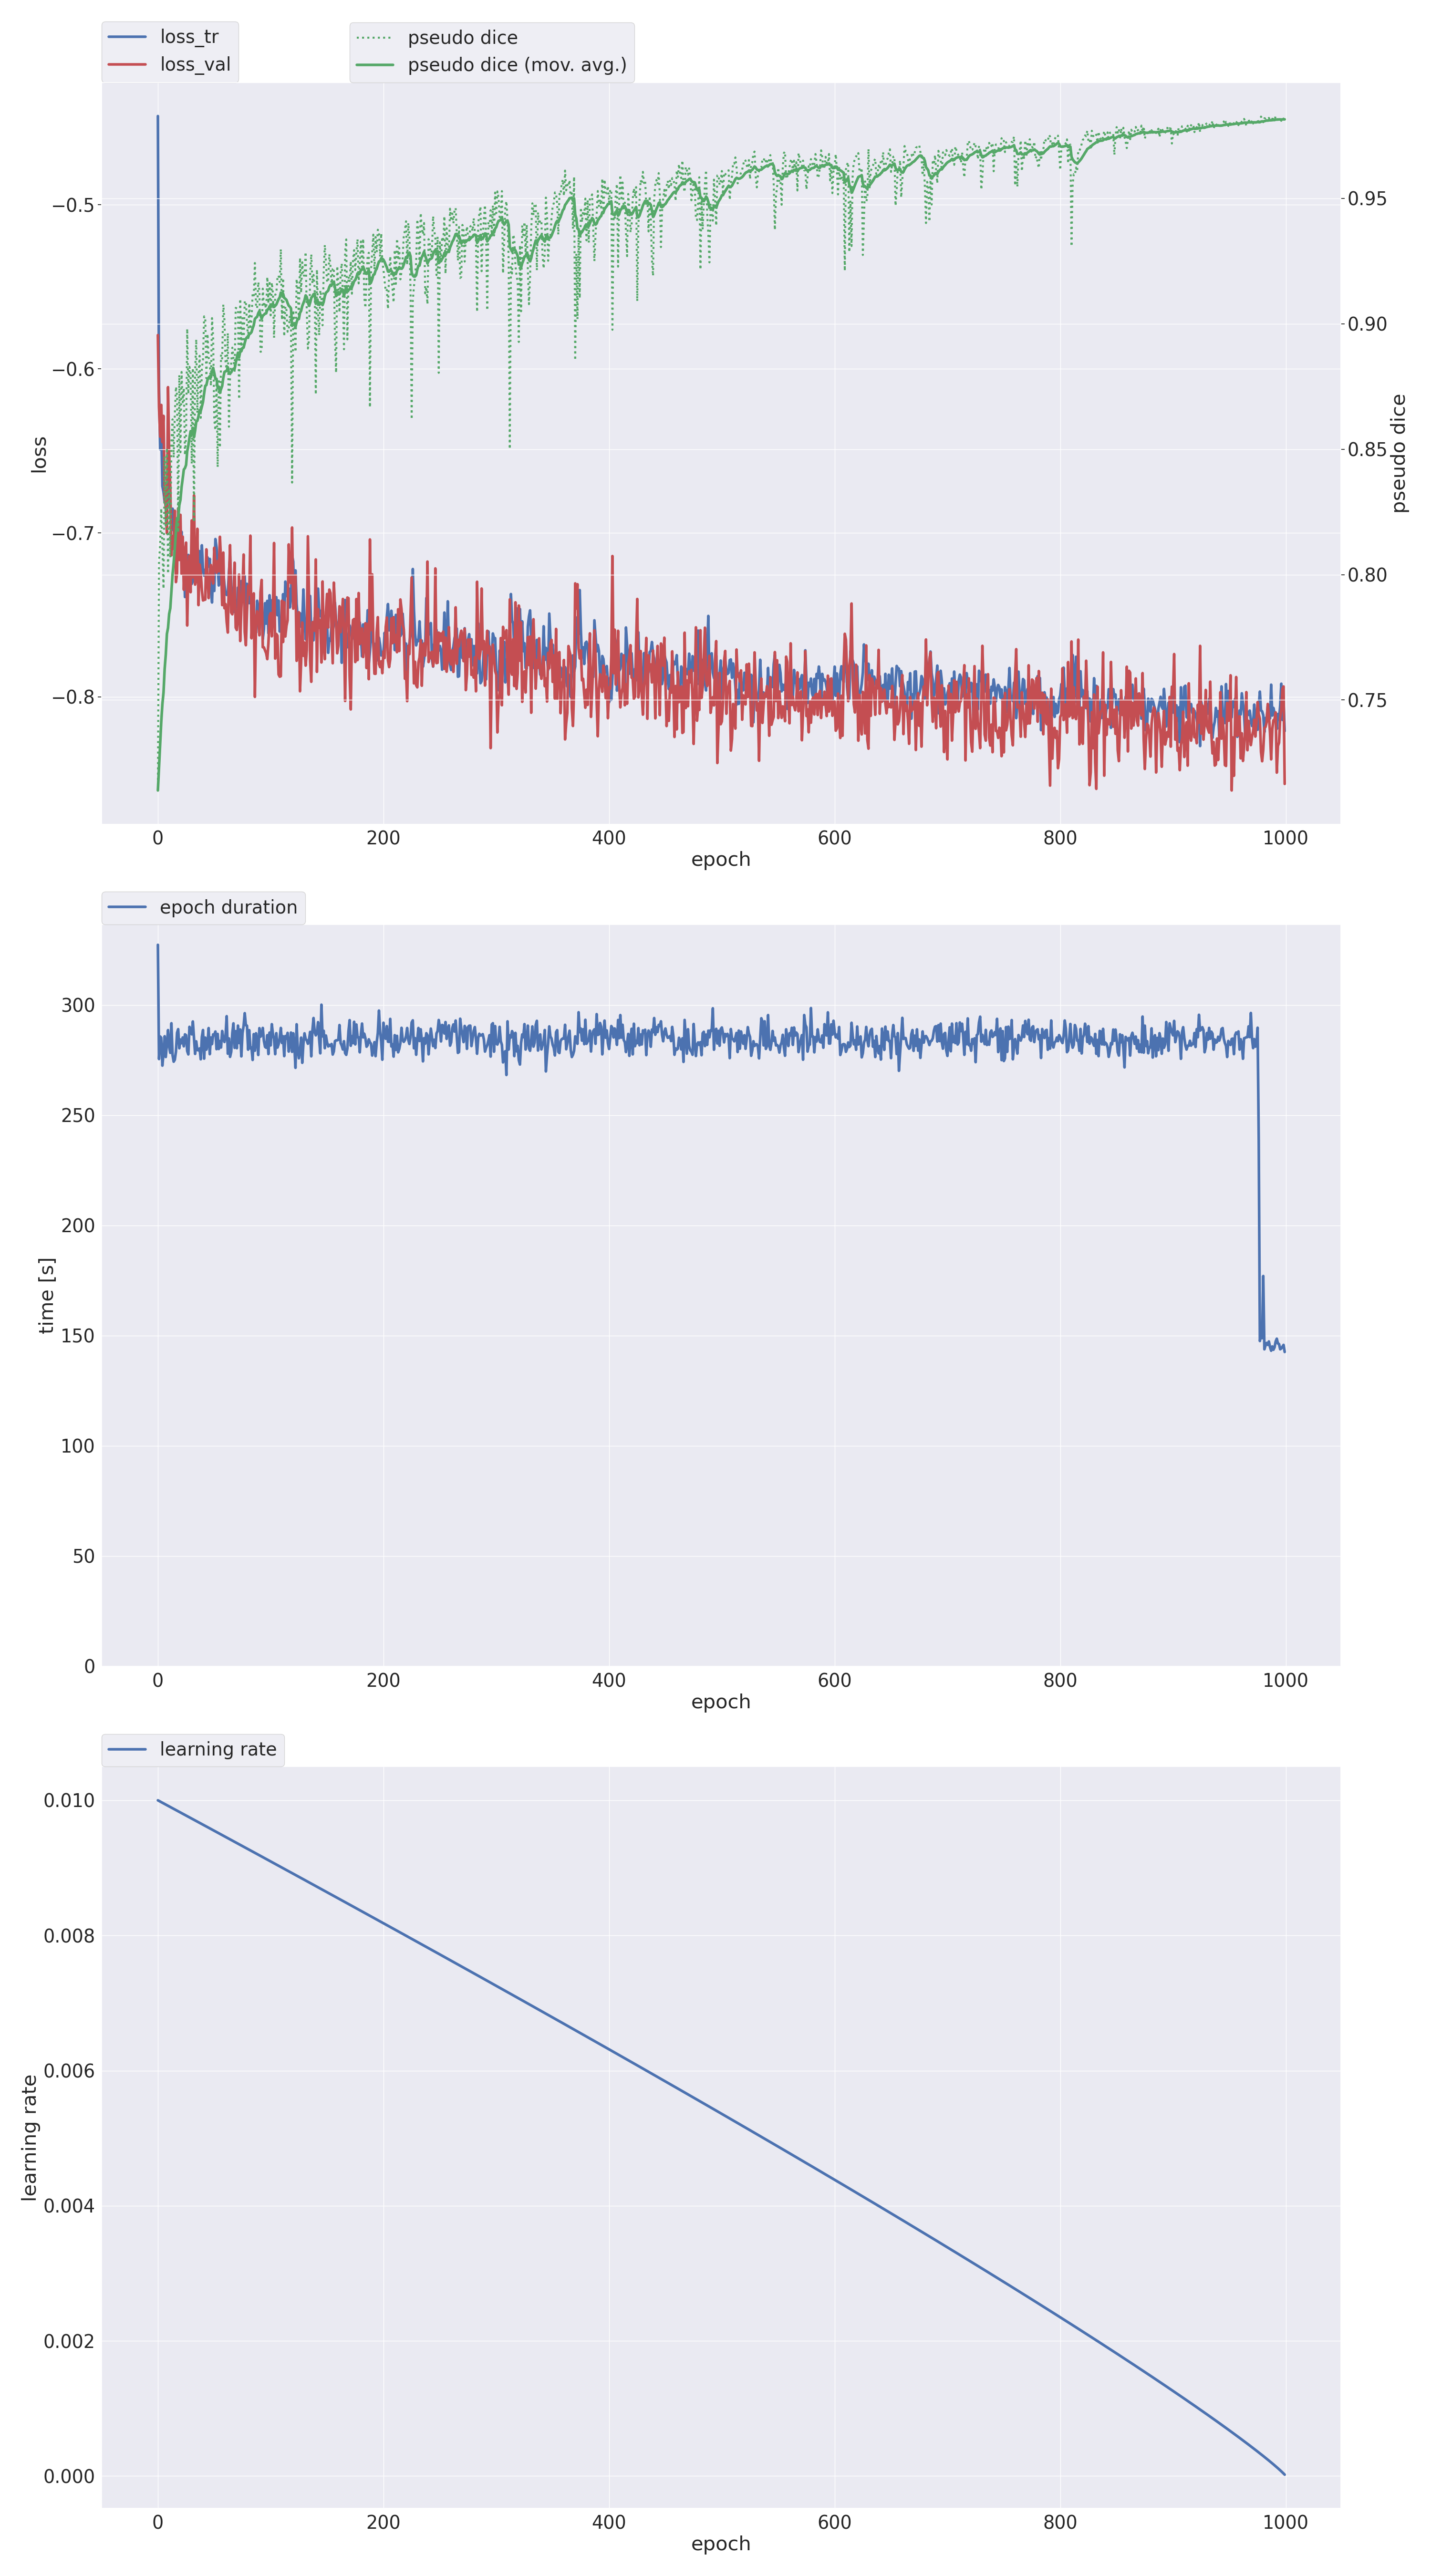 loss_tr
loss_val
pseudo dice
pseudo dice (mov. avg.)
−0.5
−0.6
−0.7
−0.8
loss
0.95
0.90
0.85
0.80
0.75
pseudo dice
0 200 400 600 800 1000
epoch
epoch duration
300
250
200
150
100
50
0
time [s]
0 200 400 600 800 1000
epoch
learning rate
0.010
0.008
0.006
0.004
0.002
0.000
learning rate
0 200 400 600 800 1000
epoch